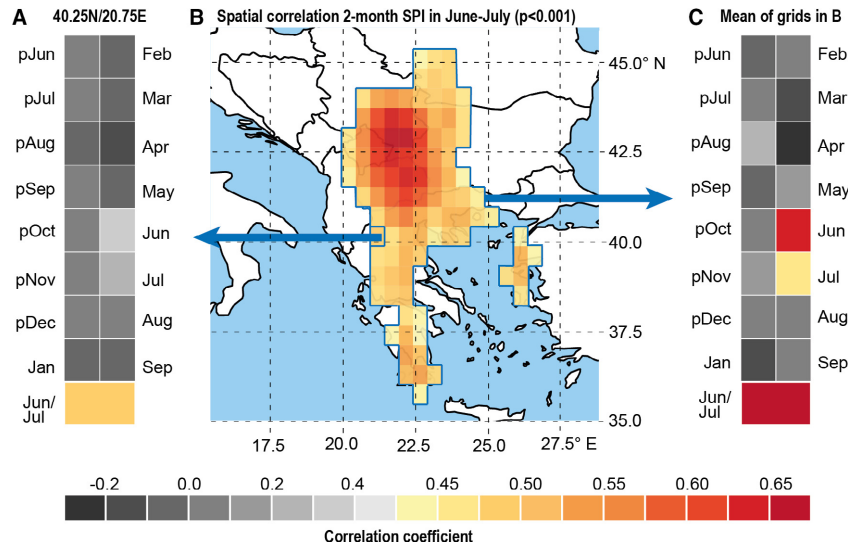 A
40.25N/20.75E
pJun
Feb
pJul
Mar
pAug
Apr
pSep
May
pOct
Jun
pNov
Jul
pDec
Aug
Jan
Sep
Jun/
Jul
B
Spatial correlation 2-month SPI in June-July (p<0.001)
45.0° N
42.5
40.0
37.5
35.0
17.5
20.0
22.5
25.0
27.5° E
C
Mean of grids in B
pJun
Feb
pJul
Mar
pAug
Apr
pSep
May
pOct
Jun
pNov
Jul
pDec
Aug
Jan
Sep
Jun/
Jul
-0.2
0.0
0.2
0.4
0.45
0.50
0.55
0.60
0.65
Correlation coefficient